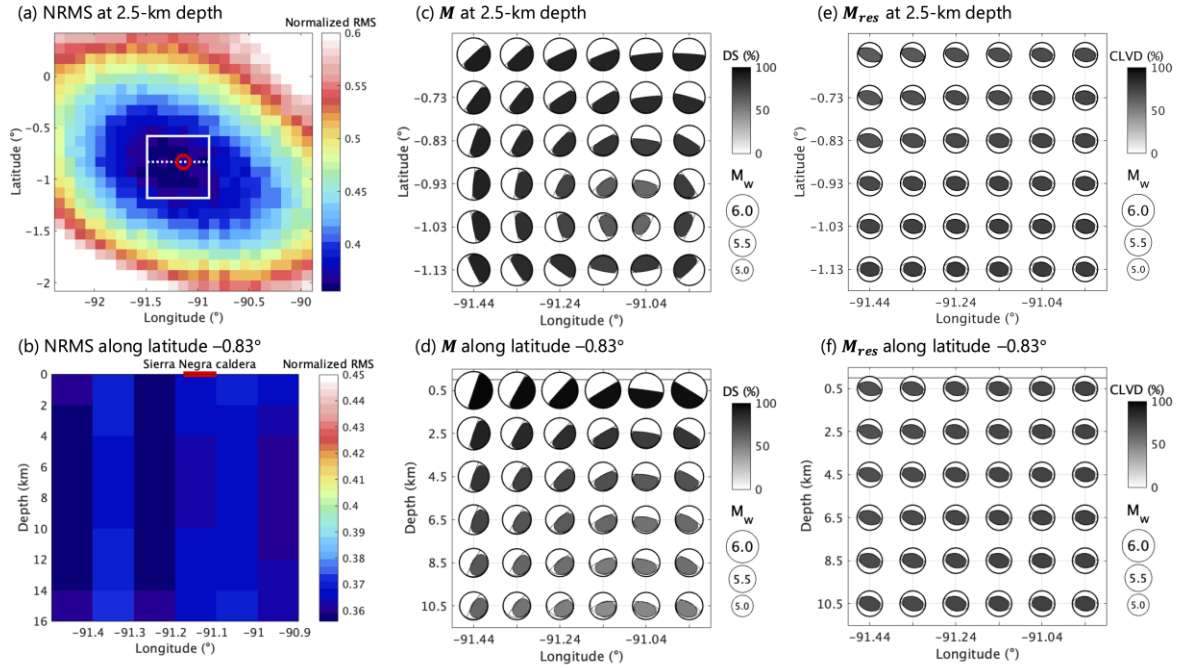 (a) NRMS at 2.5-km depth
Normalized RMS
0.6
0.55
0.5
0.45
0.4
0
−0.5
−1
−1.5
−2
Latitude (°)
−92 −91.5 −91 −90.5 −90
Longitude (°)
(b) NRMS along latitude −0.83°
Sierra Negra caldera
Normalized RMS
0.45
0.44
0.43
0.42
0.41
0.40
0.39
0.38
0.37
0.36
0
2
4
6
8
10
12
14
16
Depth (km)
−91.4 −91.3 −91.2 −91.1 −91 −90.9
Longitude (°)
(c) M at 2.5-km depth
−0.73
−0.83
−0.93
−1.03
−1.13
Latitude (°)
−91.44 −91.24 −91.04
Longitude (°)
DS (%)
100
50
0
Mw
6.0
5.5
5.0
(d) M along latitude −0.83°
0.5
2.5
4.5
6.5
8.5
10.5
Depth (km)
−91.44 −91.24 −91.04
Longitude (°)
DS (%)
100
50
0
Mw
6.0
5.5
5.0
(e) Mres at 2.5-km depth
−0.73
−0.83
−0.93
−1.03
−1.13
Latitude (°)
−91.44 −91.24 −91.04
Longitude (°)
CLVD (%)
100
50
0
Mw
6.0
5.5
5.0
(f) Mres along latitude −0.83°
0.5
2.5
4.5
6.5
8.5
10.5
Depth (km)
−91.44 −91.24 −91.04
Longitude (°)
CLVD (%)
100
50
0
Mw
6.0
5.5
5.0